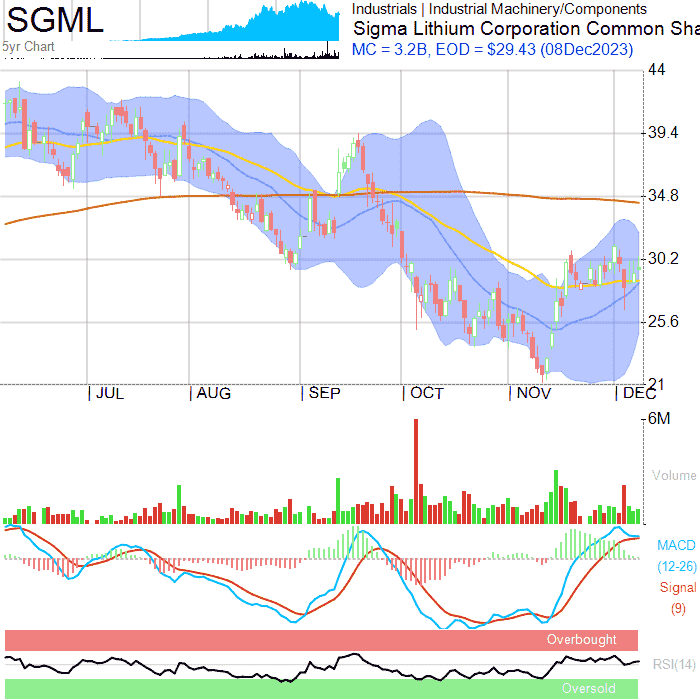 SGML
5yr Chart
Industrials | Industrial Machinery/Components
Sigma Lithium Corporation Common Sha
MC = 3.2B, EOD = $29.43 (08Dec2023)
44
39.4
34.8
30.2
25.6
21
JUL AUG SEP OCT NOV DEC
6M
Volume
MACD
(12-26)
Signal
(9)
Overbought
RSI(14)
Oversold